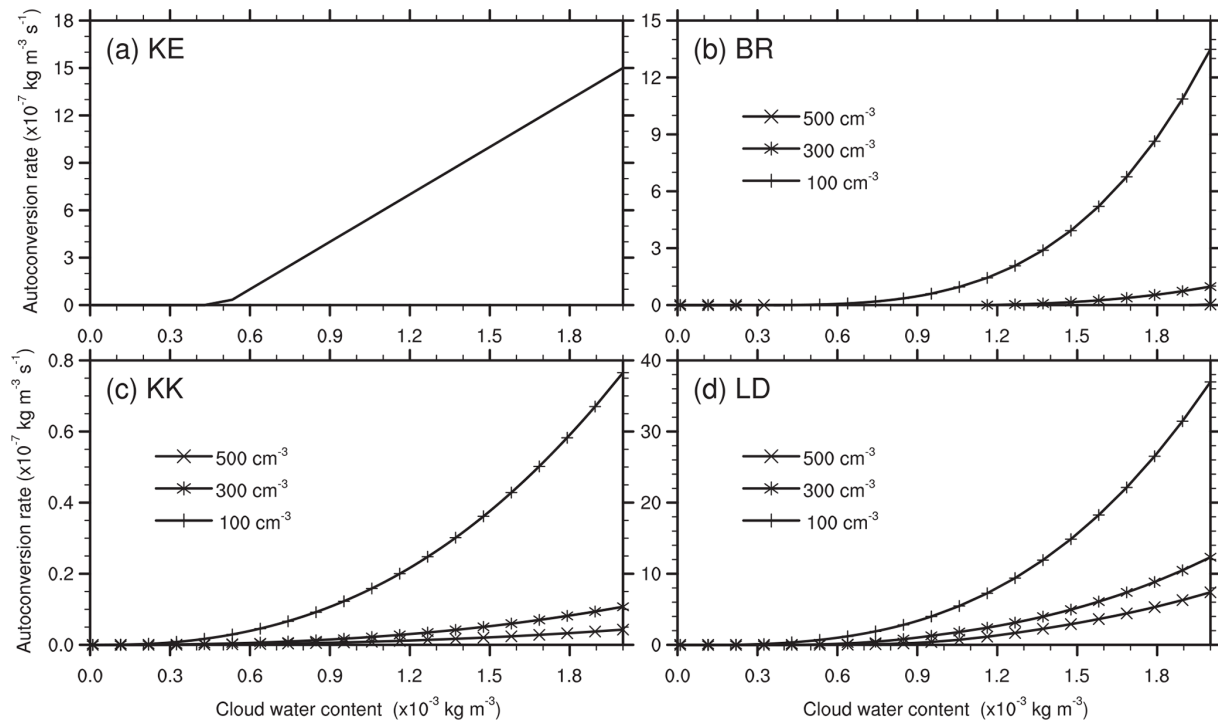 (a) KE
Autoconversion rate (x10⁻⁷ kg m⁻³ s⁻¹)
18
15
12
9
6
3
0
0.0 0.3 0.6 0.9 1.2 1.5 1.8
(b) BR
15
12
9
6
3
0
500 cm⁻³
300 cm⁻³
100 cm⁻³
0.0 0.3 0.6 0.9 1.2 1.5 1.8
(c) KK
Autoconversion rate (x10⁻⁷ kg m⁻³ s⁻¹)
0.8
0.6
0.4
0.2
0.0
500 cm⁻³
300 cm⁻³
100 cm⁻³
0.0 0.3 0.6 0.9 1.2 1.5 1.8
Cloud water content (x10⁻³ kg m⁻³)
(d) LD
40
30
20
10
0
500 cm⁻³
300 cm⁻³
100 cm⁻³
0.0 0.3 0.6 0.9 1.2 1.5 1.8
Cloud water content (x10⁻³ kg m⁻³)